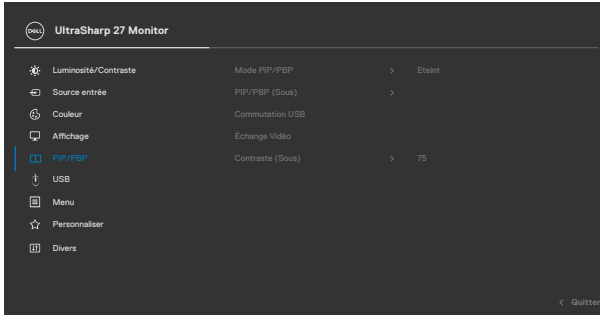 DELL UltraSharp 27 Monitor
Luminosité/Contraste Mode PIP/PBP > Eteint
Source entrée PIP/PBP (Sous) >
Couleur Commutation USB
Affichage Échange Vidéo
PIP/PBP Contraste (Sous) > 75
USB
Menu
Personnaliser
Divers
< Quitter